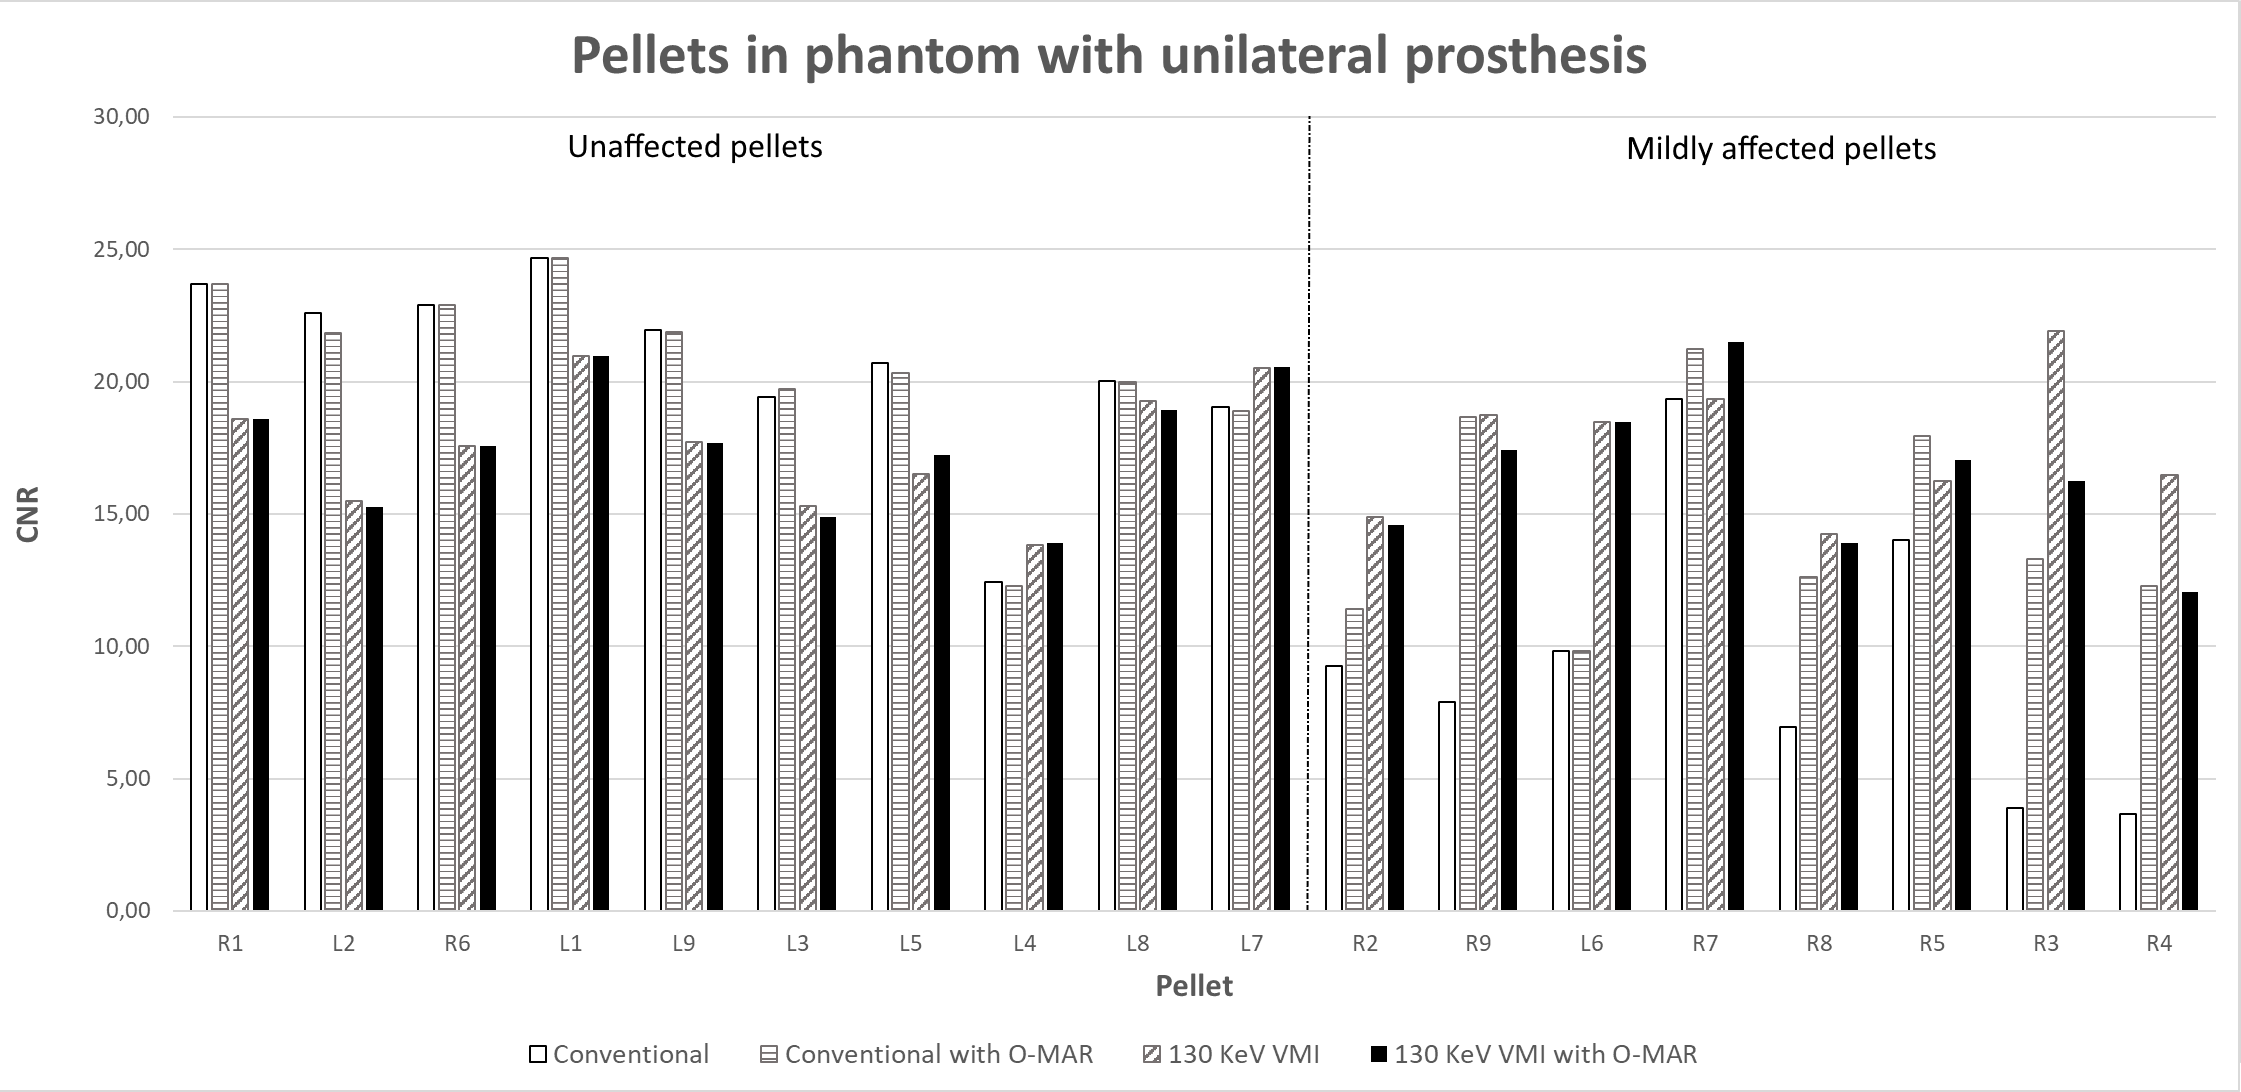 Pellets in phantom with unilateral prosthesis
30,00
Unaffected pellets
Mildly affected pellets
25,00
20,00
15,00
10,00
5,00
0,00
CNR
R1 L2 R6 L1 L9 L3 L5 L4 L8 L7 R2 R9 L6 R7 R8 R5 R3 R4
Pellet
Conventional Conventional with O-MAR 130 KeV VMI 130 KeV VMI with O-MAR